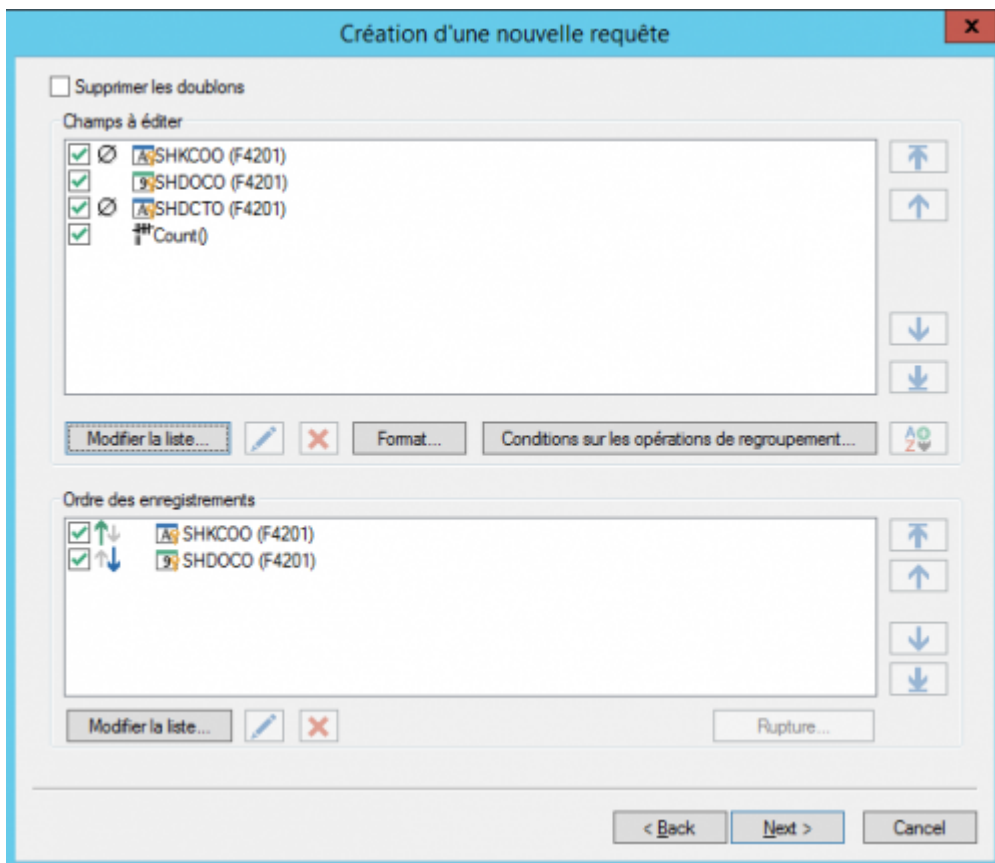 Création d'une nouvelle requête
x
Supprimer les doublons
Champs à éditer
SHKCOO (F4201)
SHDOCO (F4201)
SHDCTO (F4201)
Count()
Modifier la liste...
Format...
Conditions sur les opérations de regroupement...
Ordre des enregistrements
SHKCOO (F4201)
SHDOCO (F4201)
Modifier la liste...
Rupture...
< Back
Next >
Cancel